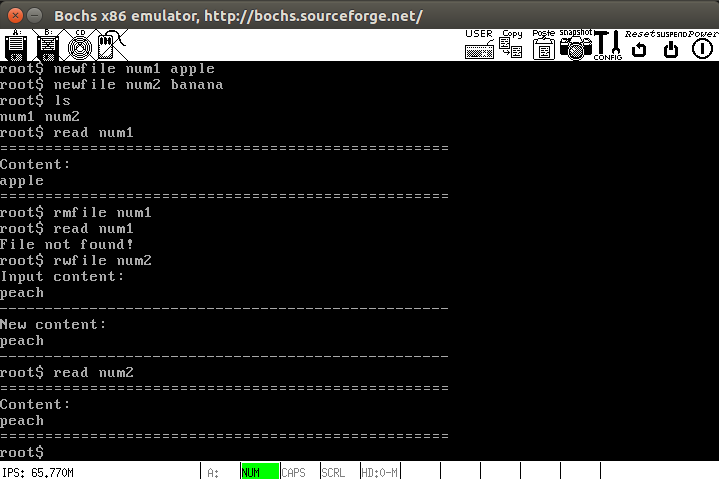 Bochs x86 emulator, http://bochs.sourceforge.net/
A: B: CD USER Copy Poste snapshot CONFIG Reset SUSPEND Power
root$ newfile num1 apple
root$ newfile num2 banana
root$ ls
num1 num2
root$ read num1
==================================================
Content:
apple
==================================================
root$ rmfile num1
root$ read num1
File not found!
root$ rwfile num2
Input content:
peach
--------------------------------------------------
New content:
peach
--------------------------------------------------
root$ read num2
==================================================
Content:
peach
==================================================
root$
IPS: 65.770M A: NUM CAPS SCRL HD:0-M